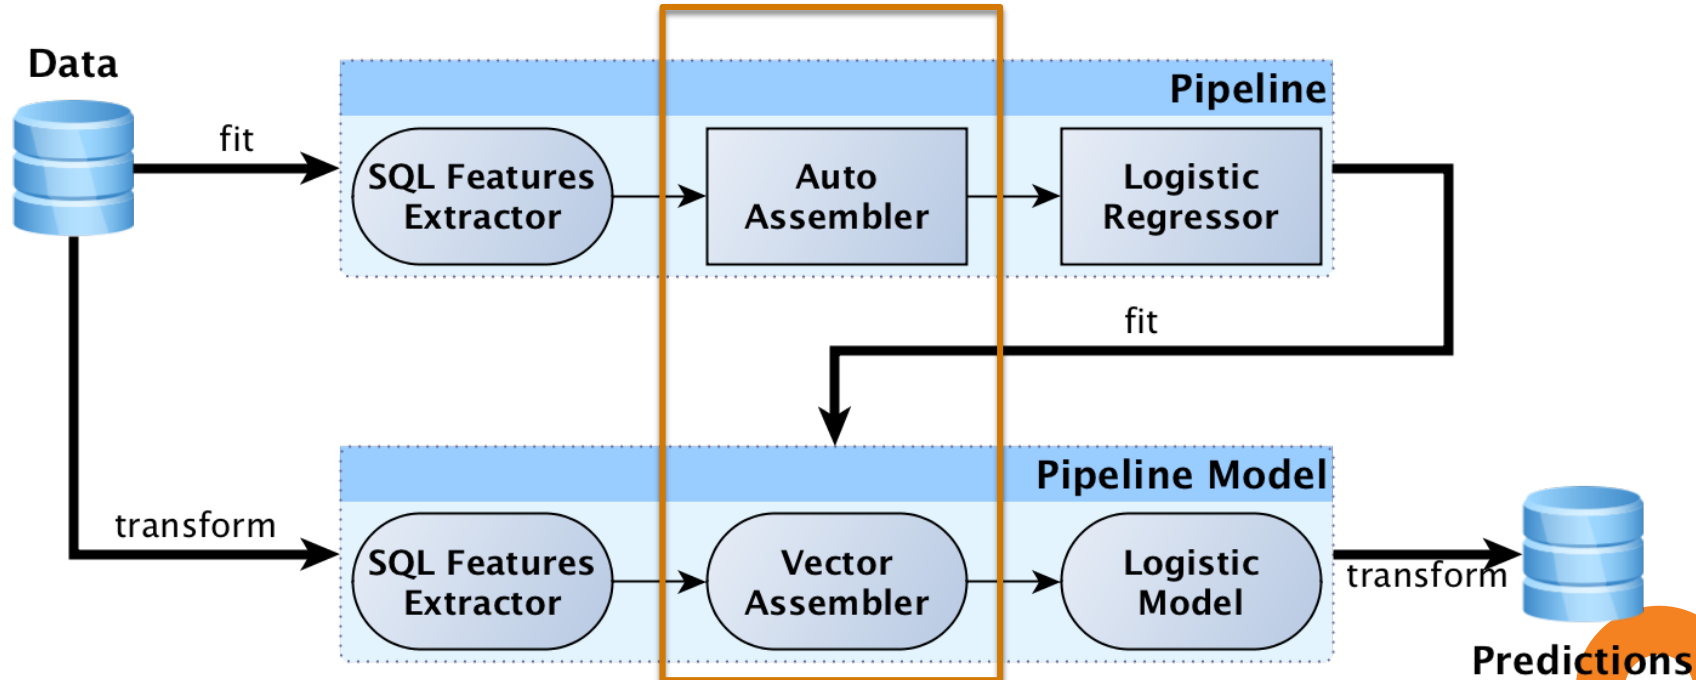 Data
Pipeline
fit
SQL Features
Extractor
Auto
Assembler
Logistic
Regressor
fit
Pipeline Model
transform
SQL Features
Extractor
Vector
Assembler
Logistic
Model
transform
Predictions